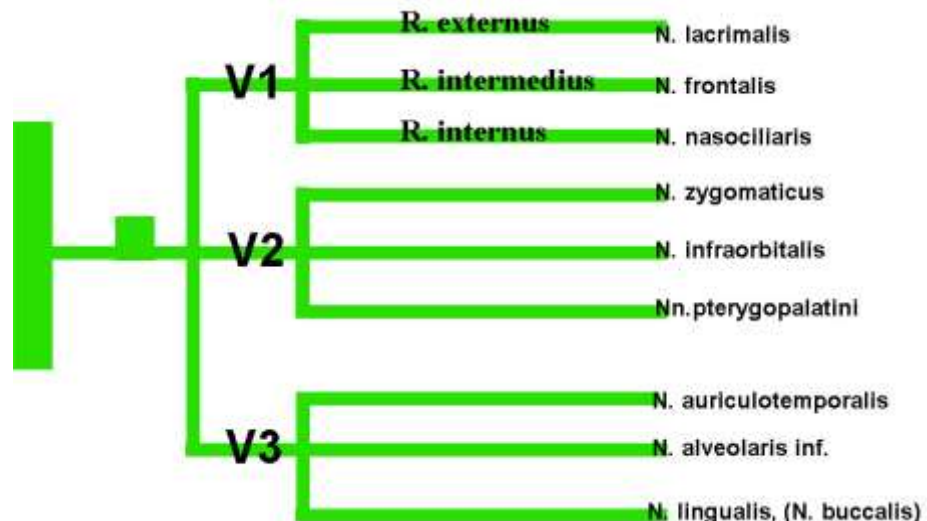 R. externus
N. lacrimalis
V1
R. intermedius
N. frontalis
R. internus
N. nasociliaris
N. zygomaticus
V2
N. infraorbitalis
Nn.pterygopalatini
N. auriculotemporalis
V3
N. alveolaris inf.
N. lingualis, (N. buccalis)